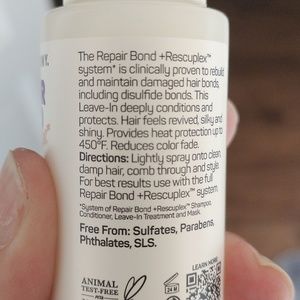 The Repair Bond +Rescuplex™
system* is clinically proven to rebuild
and maintain damaged hair bonds,
including disulfide bonds. This
Leave-In deeply conditions and
protects. Hair feels revived, silky and
shiny. Provides heat protection up to
450°F. Reduces color fade.
Directions: Lightly spray onto clean,
damp hair, comb through and style.
For best results use with the full
Repair Bond +Rescuplex™ system.
*System of Repair Bond +Rescuplex™ Shampoo,
Conditioner, Leave-In Treatment and Mask.
Free From: Sulfates, Parabens,
Phthalates, SLS.
ANIMAL
TEST-FREE
24 M
LEARN MORE